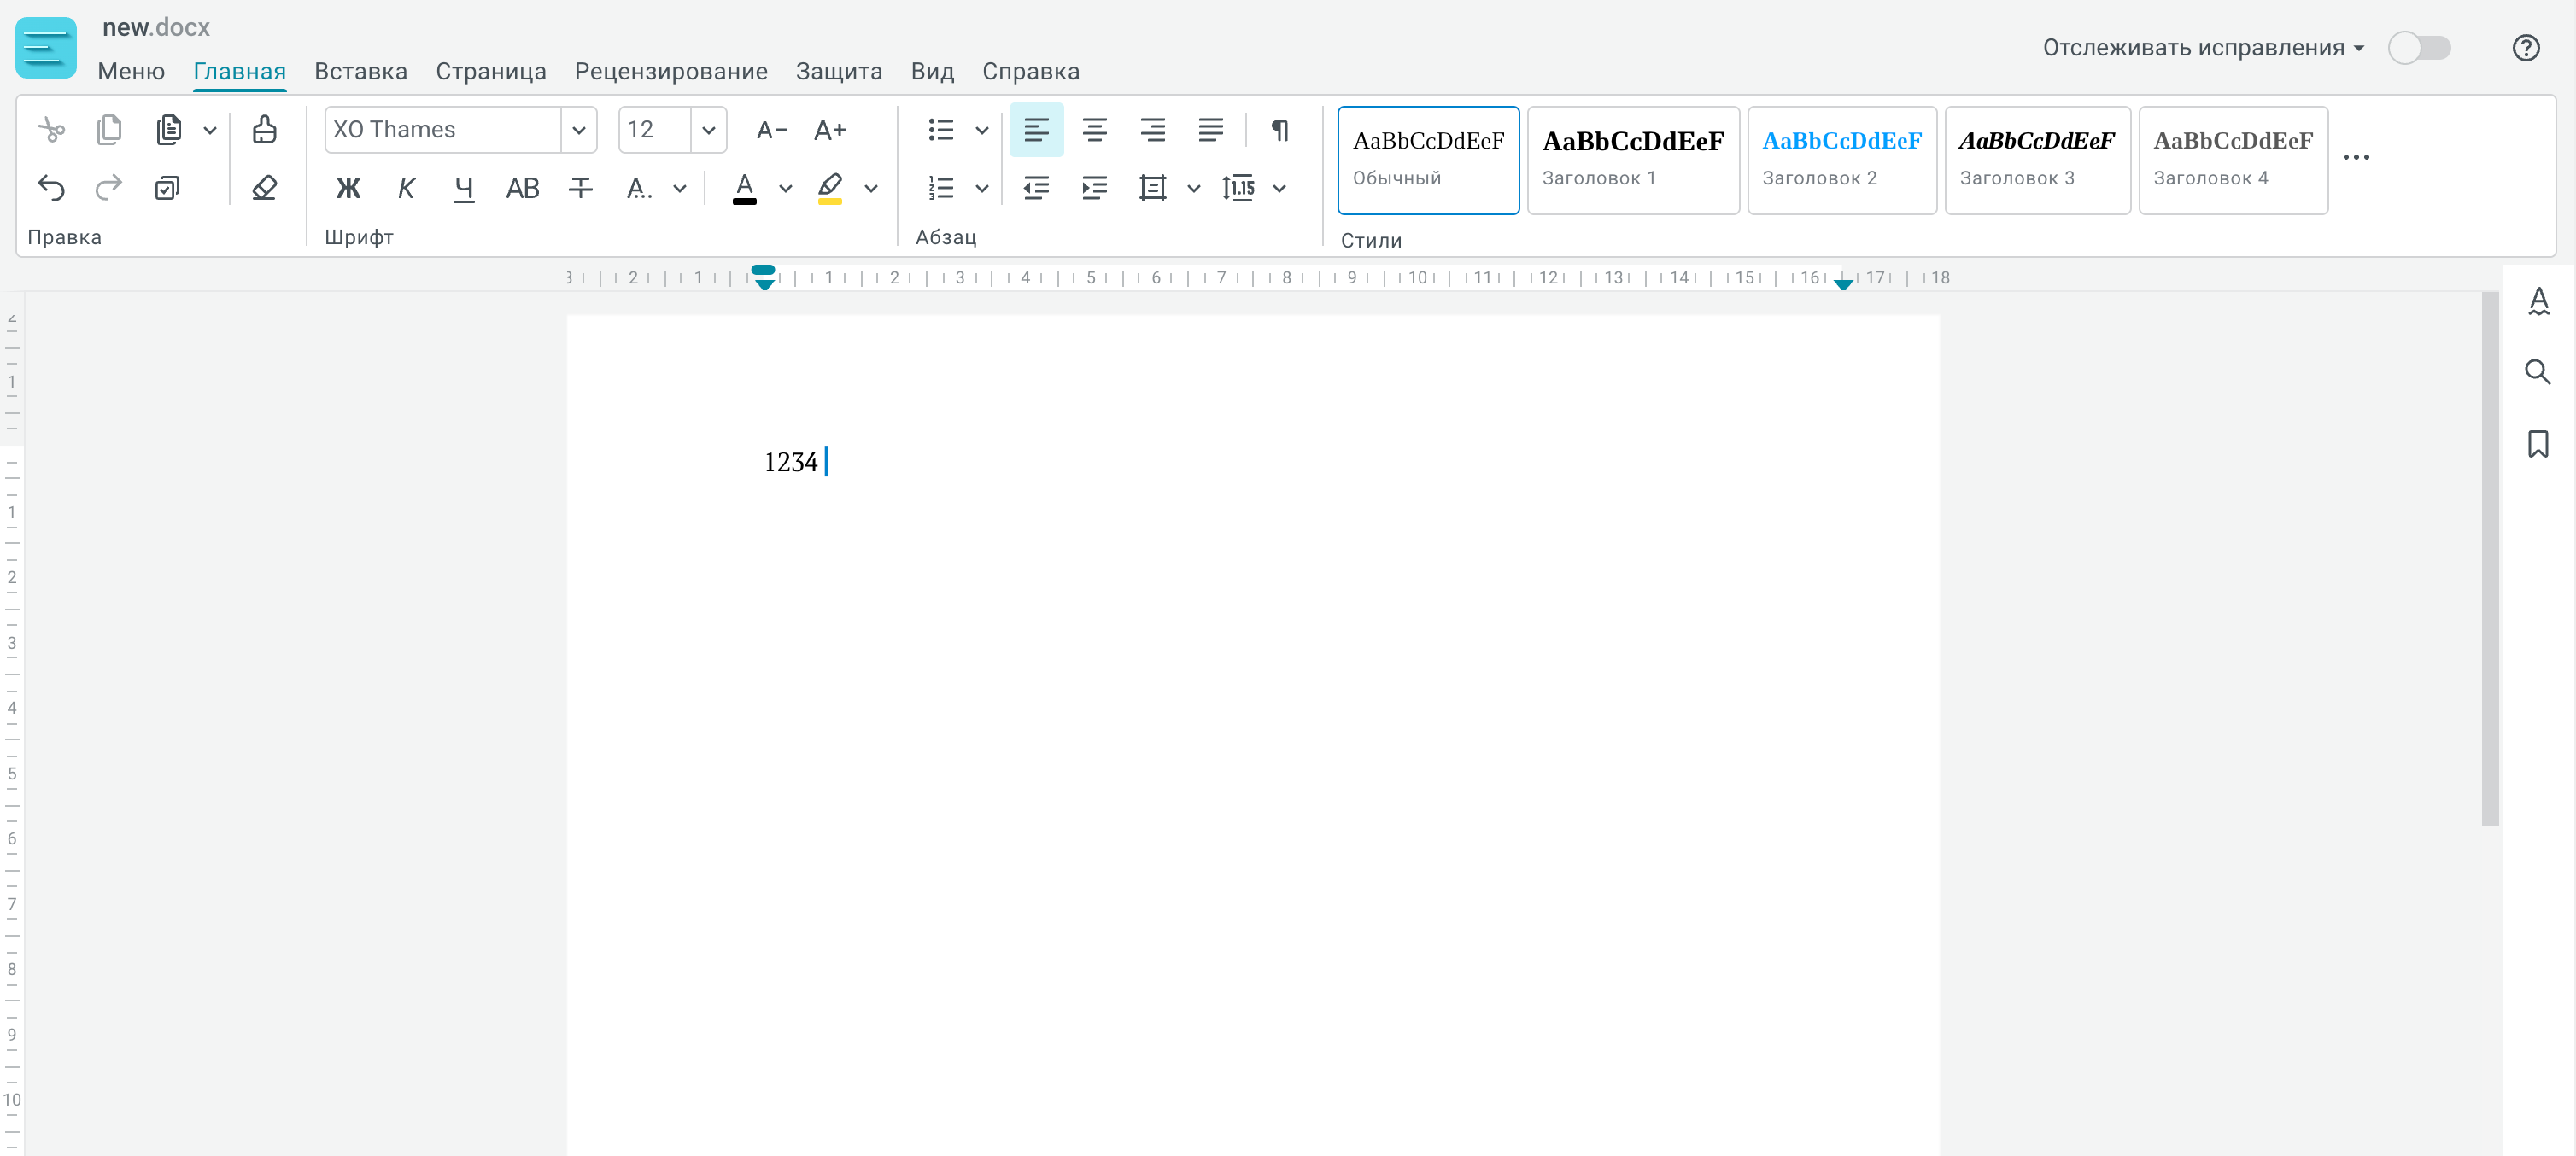 new.docx
Меню Главная Вставка Страница Рецензирование Защита Вид Справка
Отслеживать исправления
XO Thames 12 A− A+
Ж К Ч АВ Т А.. А 1.15
AaBbCcDdEeF Обычный
AaBbCcDdEeF Заголовок 1
AaBbCcDdEeF Заголовок 2
AaBbCcDdEeF Заголовок 3
AaBbCcDdEeF Заголовок 4
Правка Шрифт Абзац Стили
3 2 1 1 2 3 4 5 6 7 8 9 10 11 12 13 14 15 16 17 18
2
1
1234
1
2
3
4
5
6
7
8
9
10